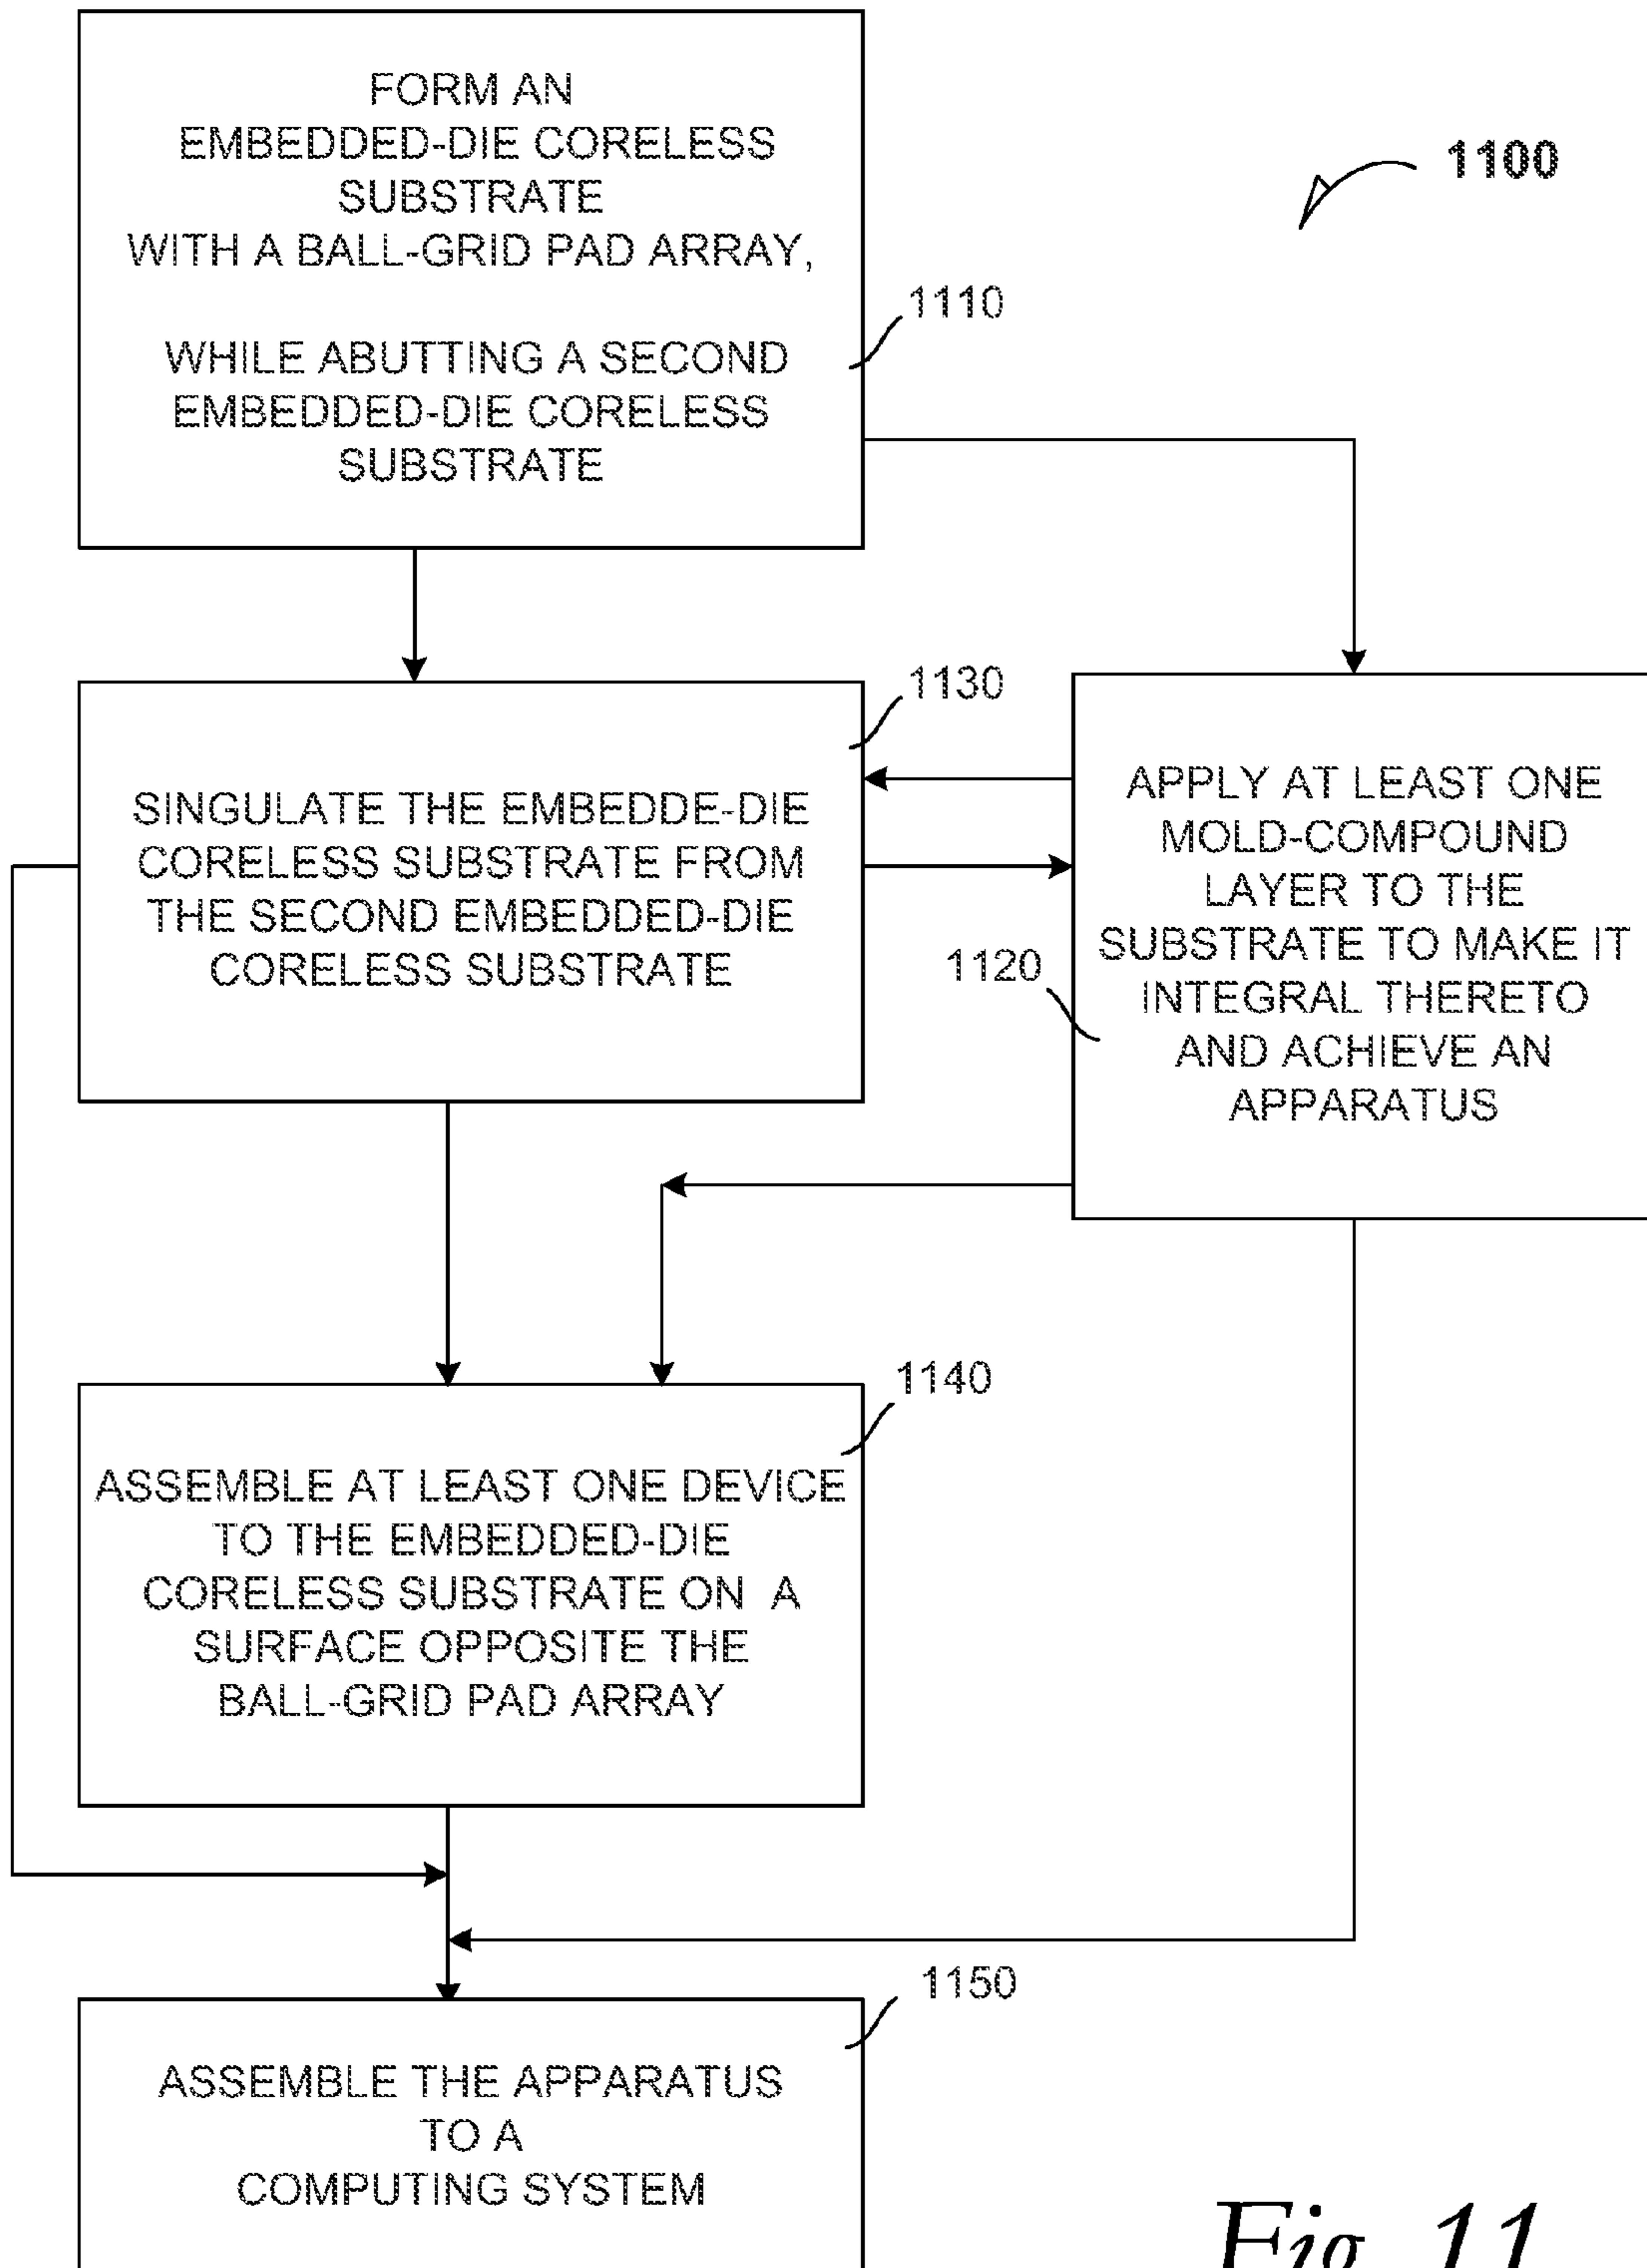 FORM AN
EMBEDDED-DIE CORELESS
SUBSTRATE
WITH A BALL-GRID PAD ARRAY,
WHILE ABUTTING A SECOND
EMBEDDED-DIE CORELESS
SUBSTRATE
1100
1110
1130
SINGULATE THE EMBEDDE-DIE
CORELESS SUBSTRATE FROM
THE SECOND EMBEDDED-DIE
CORELESS SUBSTRATE
APPLY AT LEAST ONE
MOLD-COMPOUND
LAYER TO THE
SUBSTRATE TO MAKE IT
INTEGRAL THERETO
AND ACHIEVE AN
APPARATUS
1120
1140
ASSEMBLE AT LEAST ONE DEVICE
TO THE EMBEDDED-DIE
CORELESS SUBSTRATE ON A
SURFACE OPPOSITE THE
BALL-GRID PAD ARRAY
1150
ASSEMBLE THE APPARATUS
TO A
COMPUTING SYSTEM
Fig. 11